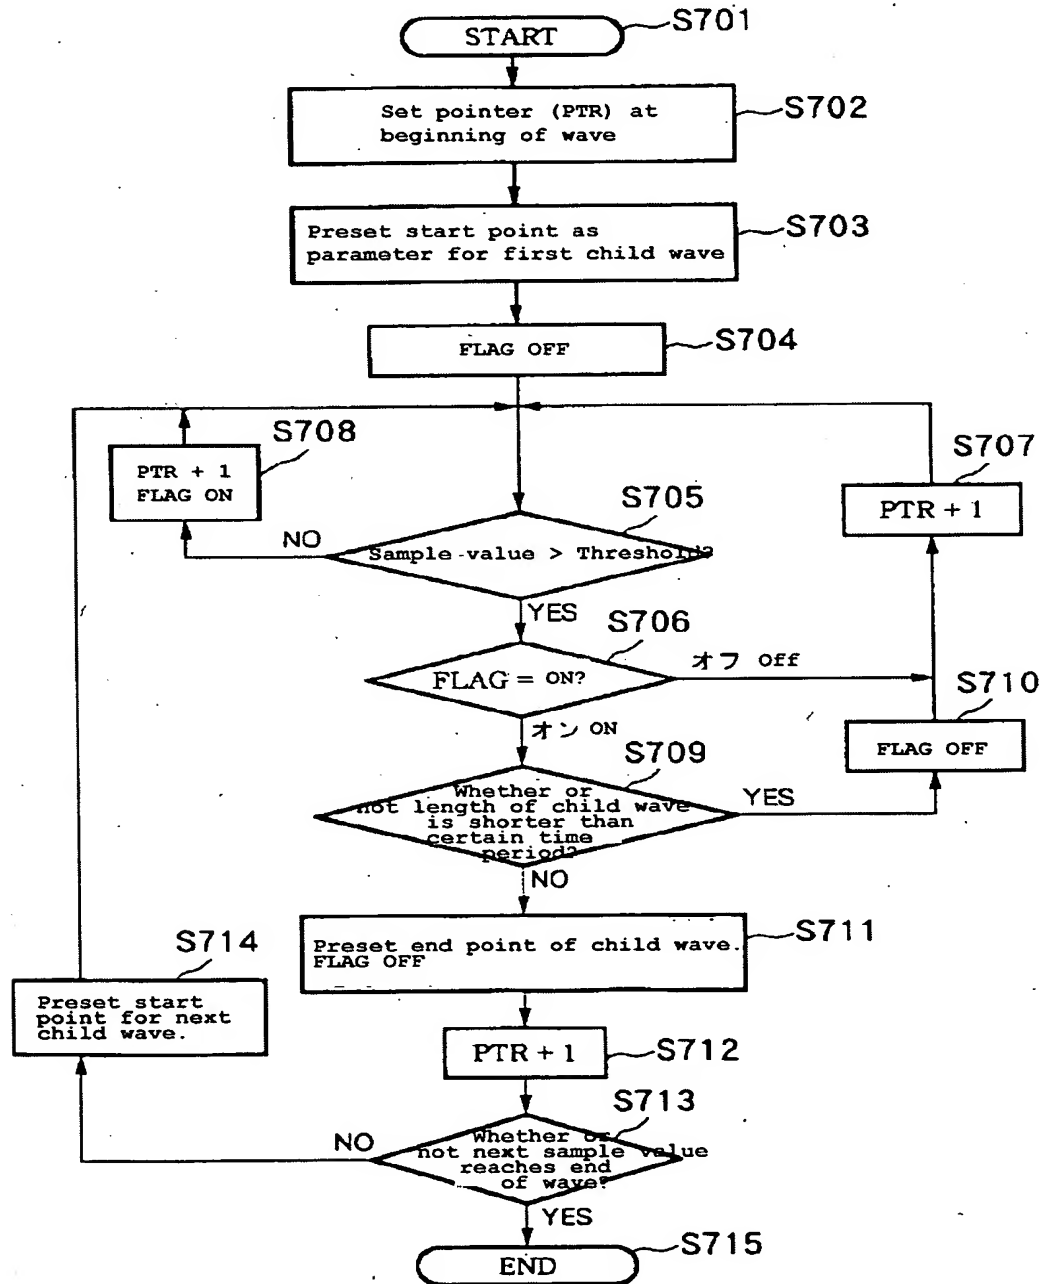 START
S701
Set pointer (PTR) at
beginning of wave
S702
Preset start point as
parameter for first child wave
S703
FLAG OFF
S704
S708
PTR + 1
FLAG ON
S707
PTR + 1
S705
NO
Sample value > Threshold?
YES
S706
FLAG = ON?
オフ Off
S710
FLAG OFF
オン ON
S709
Whether or
not length of child wave
is shorter than
certain time
period?
YES
NO
S711
Preset end point of child wave.
FLAG OFF
S714
Preset start
point for next
child wave.
PTR + 1
S712
S713
NO
Whether or
not next sample value
reaches end
of wave?
YES
END
S715